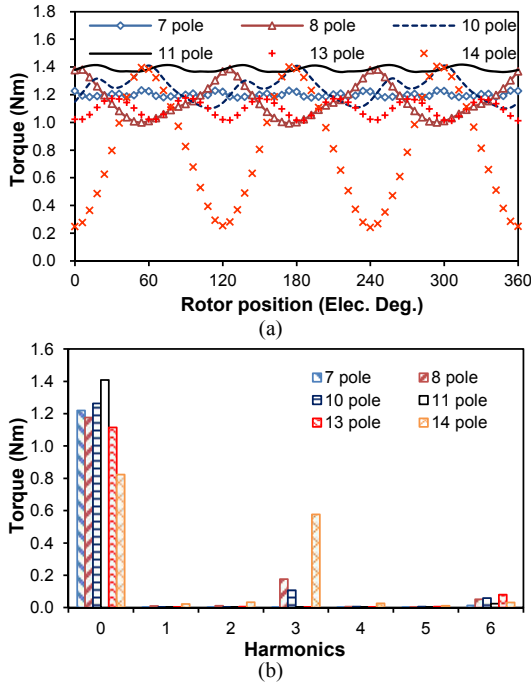 7 pole 8 pole 10 pole
11 pole 13 pole 14 pole
Torque (Nm)
1.8
1.6
1.4
1.2
1.0
0.8
0.6
0.4
0.2
0.0
0 60 120 180 240 300 360
Rotor position (Elec. Deg.)
(a)
Torque (Nm)
1.6
1.4
1.2
1.0
0.8
0.6
0.4
0.2
0.0
7 pole 8 pole
10 pole 11 pole
13 pole 14 pole
0 1 2 3 4 5 6
Harmonics
(b)